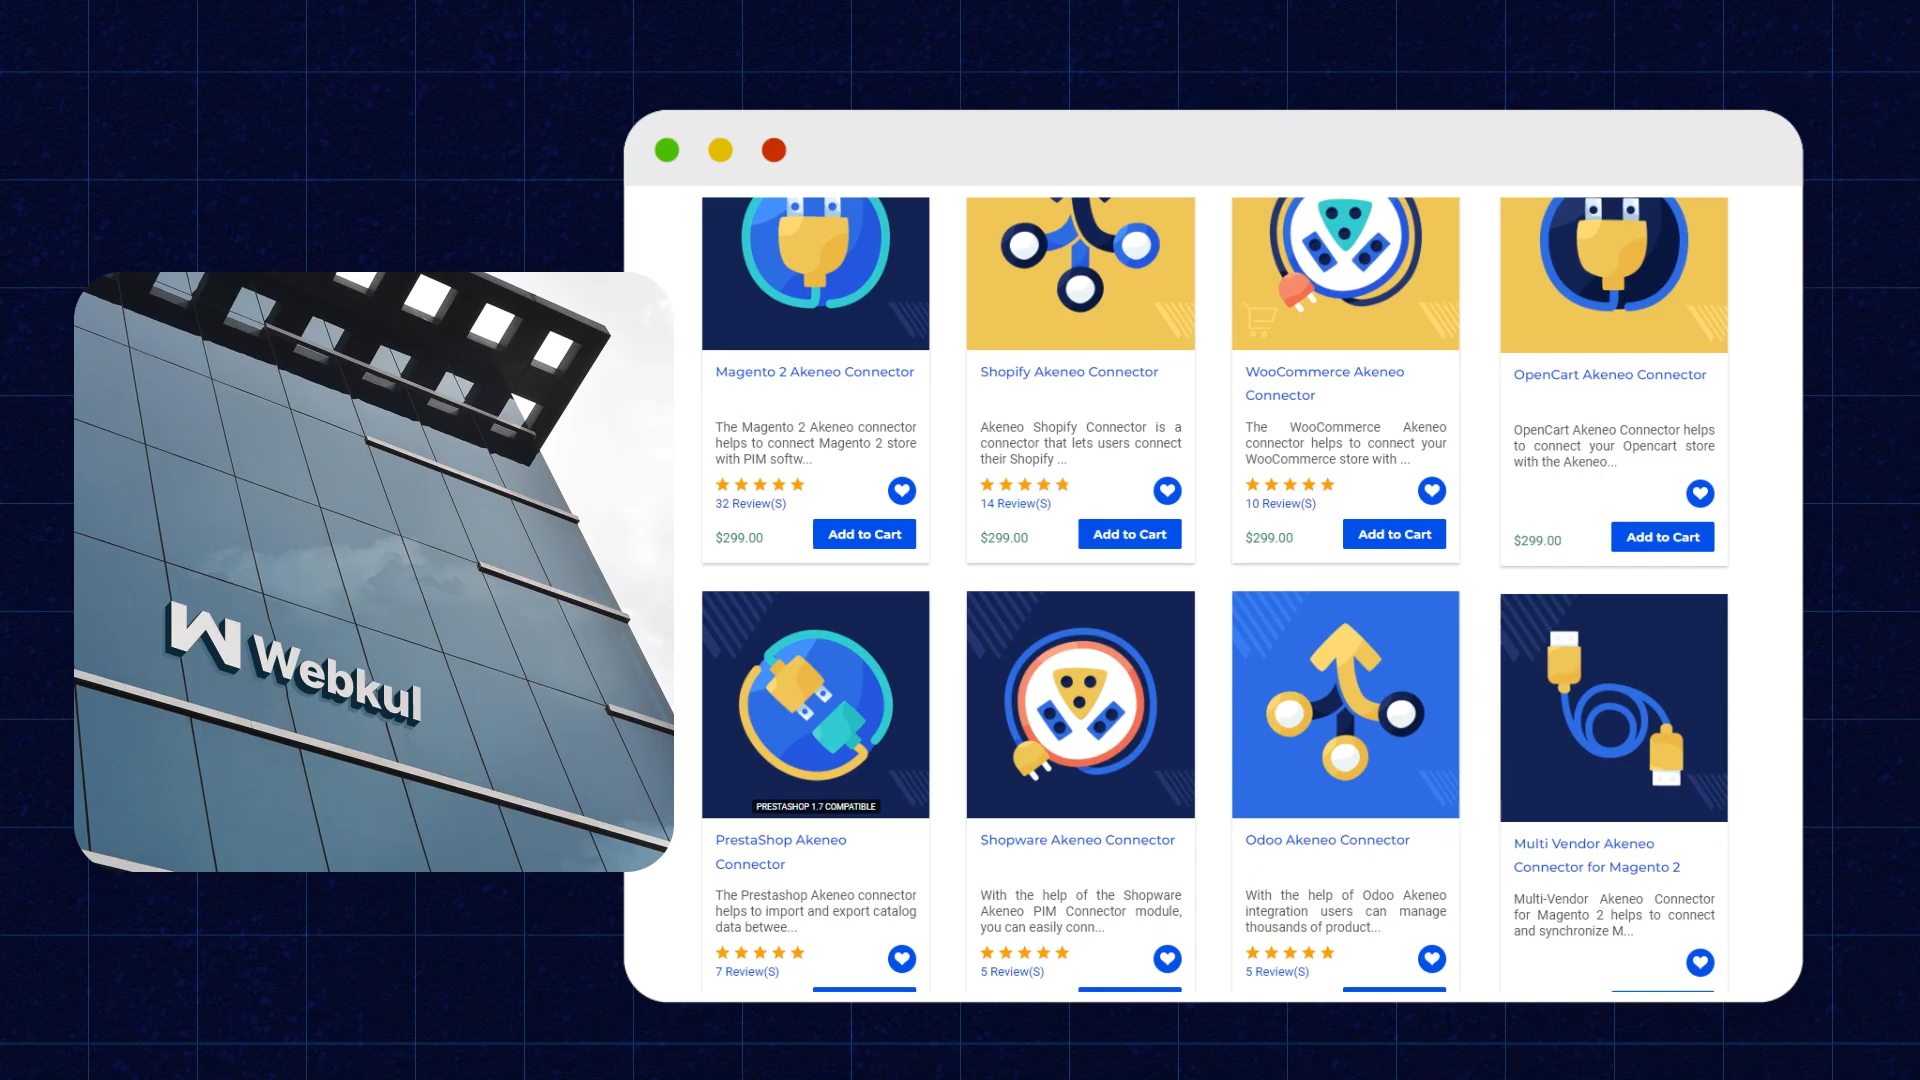 Webkul
Magento 2 Akeneo Connector
The Magento 2 Akeneo connector
helps to connect Magento 2 store
with PIM softw...
32 Review(S)
$299.00
Add to Cart
Shopify Akeneo Connector
Akeneo Shopify Connector is a
connector that lets users connect
their Shopify ...
14 Review(S)
$299.00
Add to Cart
WooCommerce Akeneo
Connector
The WooCommerce Akeneo
connector helps to connect your
WooCommerce store with ...
10 Review(S)
$299.00
Add to Cart
OpenCart Akeneo Connector
OpenCart Akeneo Connector helps
to connect your Opencart store
with the Akeneo...
$299.00
Add to Cart
PRESTASHOP 1.7 COMPATIBLE
PrestaShop Akeneo
Connector
The Prestashop Akeneo connector
helps to import and export catalog
data betwee...
7 Review(S)
Shopware Akeneo Connector
With the help of the Shopware
Akeneo PIM Connector module,
you can easily conn...
5 Review(S)
Odoo Akeneo Connector
With the help of Odoo Akeneo
integration users can manage
thousands of product...
5 Review(S)
Multi Vendor Akeneo
Connector for Magento 2
Multi-Vendor Akeneo Connector
for Magento 2 helps to connect
and synchronize M...